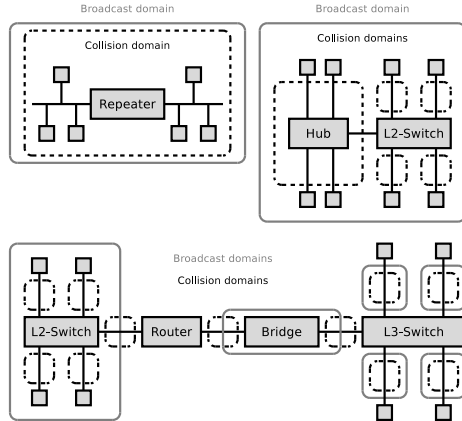 Broadcast domain
Broadcast domain
Collision domain
Collision domains
Repeater
Hub
L2-Switch
Broadcast domains
Collision domains
L2-Switch
Router
Bridge
L3-Switch